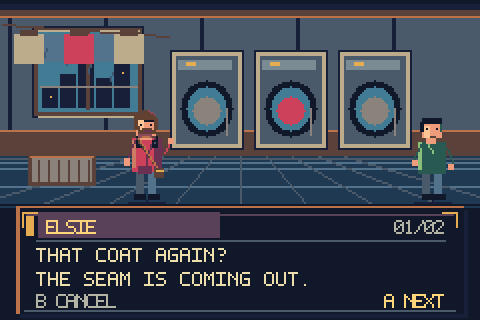 ELSIE 01/02
THAT COAT AGAIN?
THE SEAM IS COMING OUT.
B CANCEL A NEXT